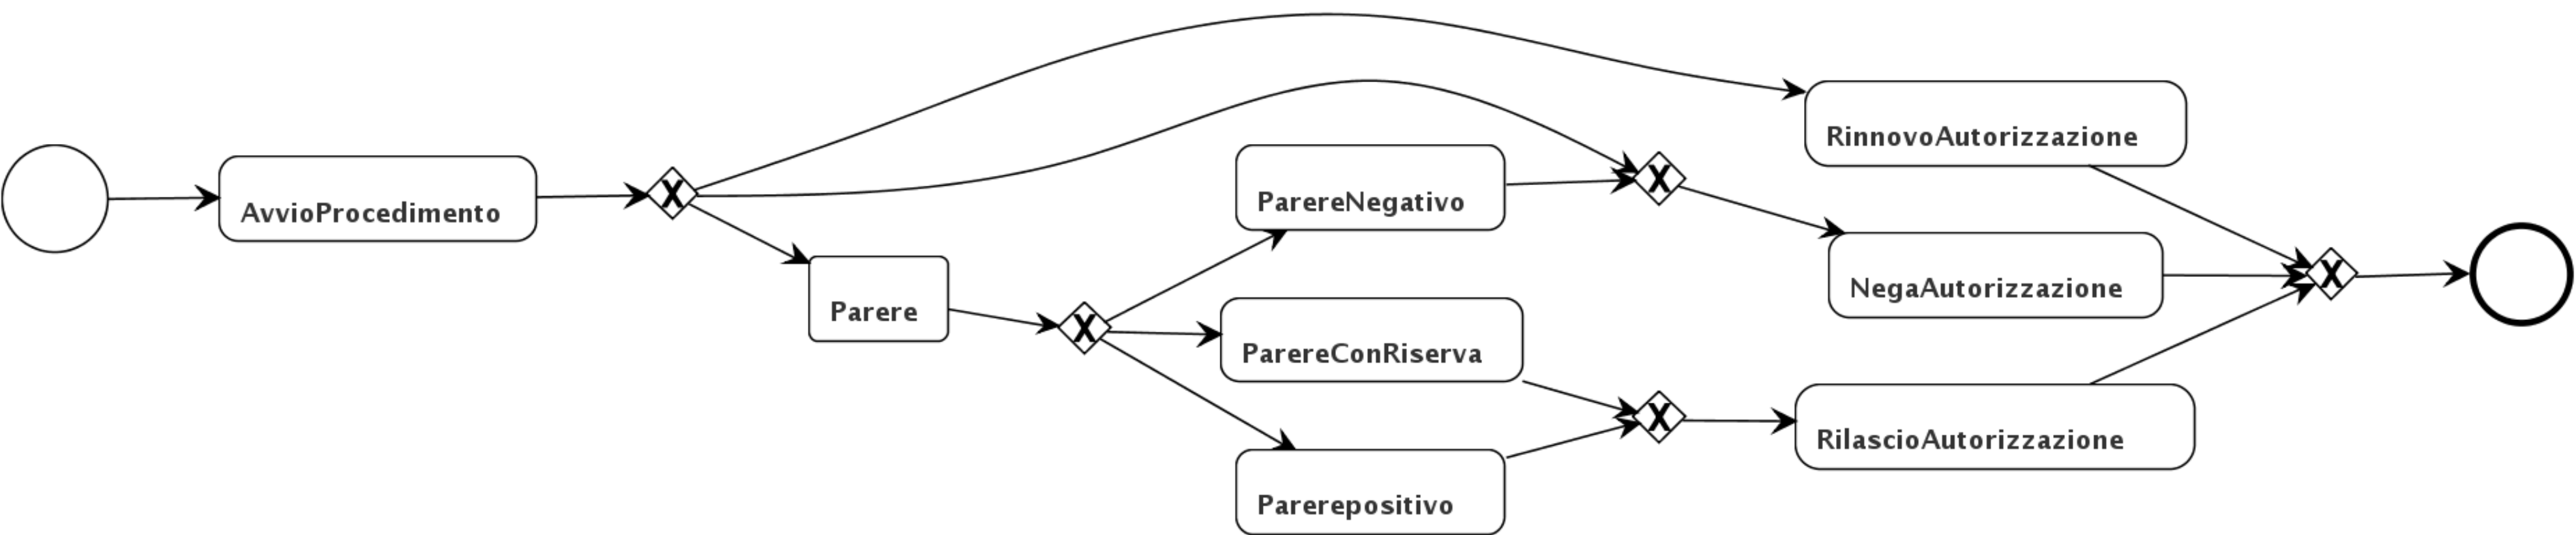 AvvioProcedimento
X
Parere
X
ParereNegativo
ParereConRiserva
Parerepositivo
X
X
RinnovoAutorizzazione
NegaAutorizzazione
RilascioAutorizzazione
X